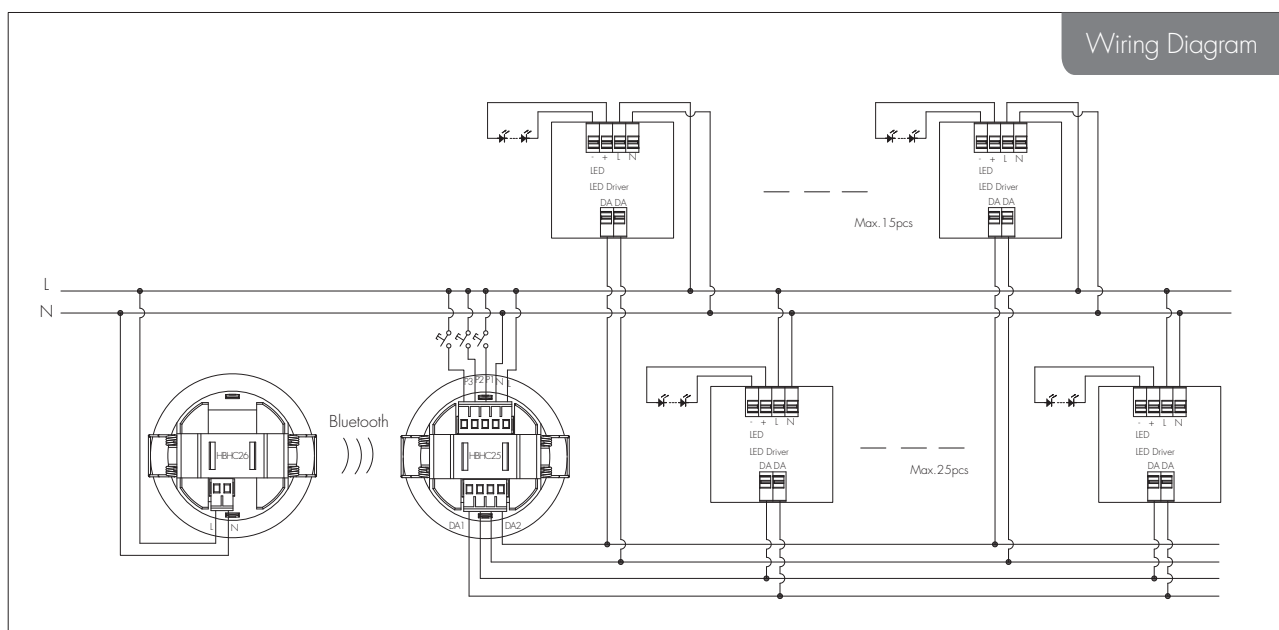 Wiring Diagram
- + L N
LED
LED Driver
DA DA
Max.15pcs
- + L N
LED
LED Driver
DA DA
L
N
P3 P2 P1 N L
HBHC26
L N
Bluetooth
HBHC25
DA1 DA2
- + L N
LED
LED Driver
DA DA
Max.25pcs
- + L N
LED
LED Driver
DA DA